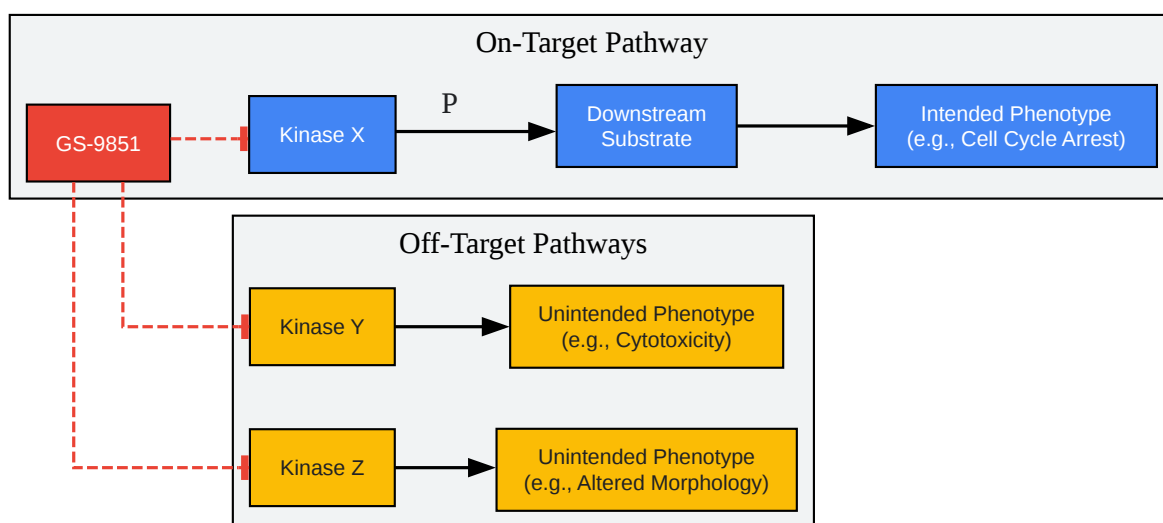 On-Target Pathway
GS-9851
Kinase X
P
Downstream
Substrate
Intended Phenotype
(e.g., Cell Cycle Arrest)
Off-Target Pathways
Kinase Y
Unintended Phenotype
(e.g., Cytotoxicity)
Kinase Z
Unintended Phenotype
(e.g., Altered Morphology)